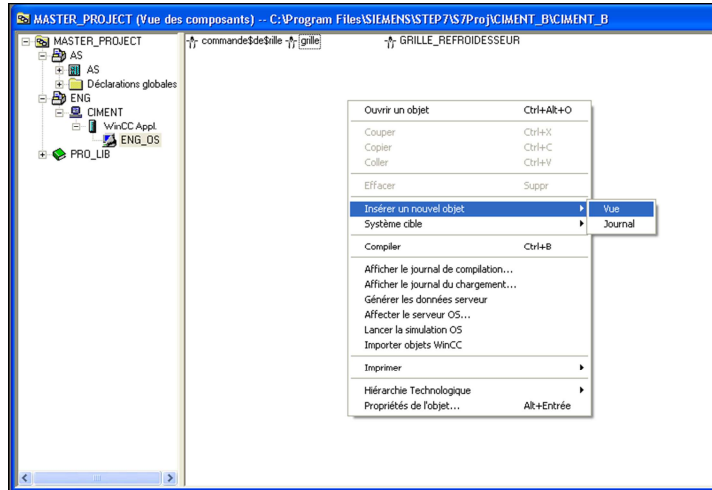 MASTER_PROJECT (Vue des composants) -- C:\Program Files\SIEMENS\STEP7\S7Proj\CIMENT_B\CIMENT_B
MASTER_PROJECT
AS
AS
Déclarations globales
ENG
CIMENT
WinCC Appl.
ENG_OS
PRO_LIB
commande$de$rille grille GRILLE_REFROIDESSEUR
Ouvrir un objet Ctrl+Alt+O
Couper Ctrl+X
Copier Ctrl+C
Coller Ctrl+V
Effacer Suppr
Insérer un nouvel objet
Système cible
Compiler Ctrl+B
Afficher le journal de compilation...
Afficher le journal du chargement...
Générer les données serveur
Affecter le serveur OS...
Lancer la simulation OS
Importer objets WinCC
Imprimer
Hiérarchie Technologique
Propriétés de l'objet... Alt+Entrée
Vue
Journal